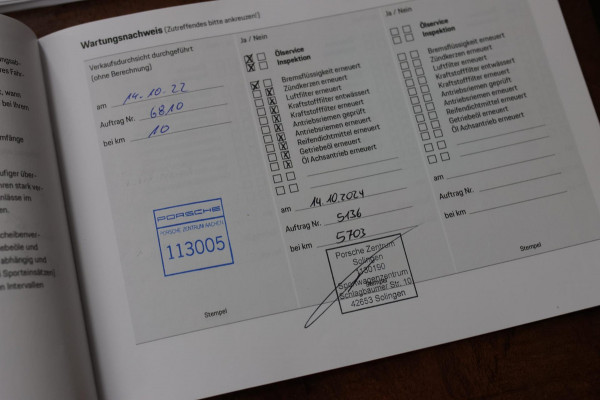 Wartungsnachweis (Zutreffendes bitte ankreuzen!)
Verkaufsdurchsicht durchgeführt
(ohne Berechnung)
am 14.10.22
Auftrag Nr. 6810
bei km 10
PORSCHE
PORSCHE ZENTRUM AACHEN
113005
Stempel
Ja / Nein
X Ölservice
X Inspektion
X Bremsflüssigkeit erneuert
X Zündkerzen erneuert
X Luftfilter erneuert
X Kraftstofffilter entwässert
X Kraftstofffilter erneuert
X Antriebsriemen geprüft
X Antriebsriemen erneuert
X Reifendichtmittel erneuert
X Getriebeöl erneuert
X Öl Achsantrieb erneuert
am 14.10.2024
Auftrag Nr. 5136
bei km 5703
Porsche Zentrum
Solingen
Sportwagenzentrum
Schlagbaumer Str. 10
42653 Solingen
Stempel
Ja / Nein
Ölservice
Inspektion
Bremsflüssigkeit erneuert
Zündkerzen erneuert
Luftfilter erneuert
Kraftstofffilter entwässert
Kraftstofffilter erneuert
Antriebsriemen geprüft
Antriebsriemen erneuert
Reifendichtmittel erneuert
Getriebeöl erneuert
Öl Achsantrieb erneuert
am
Auftrag Nr.
bei km
Stempel